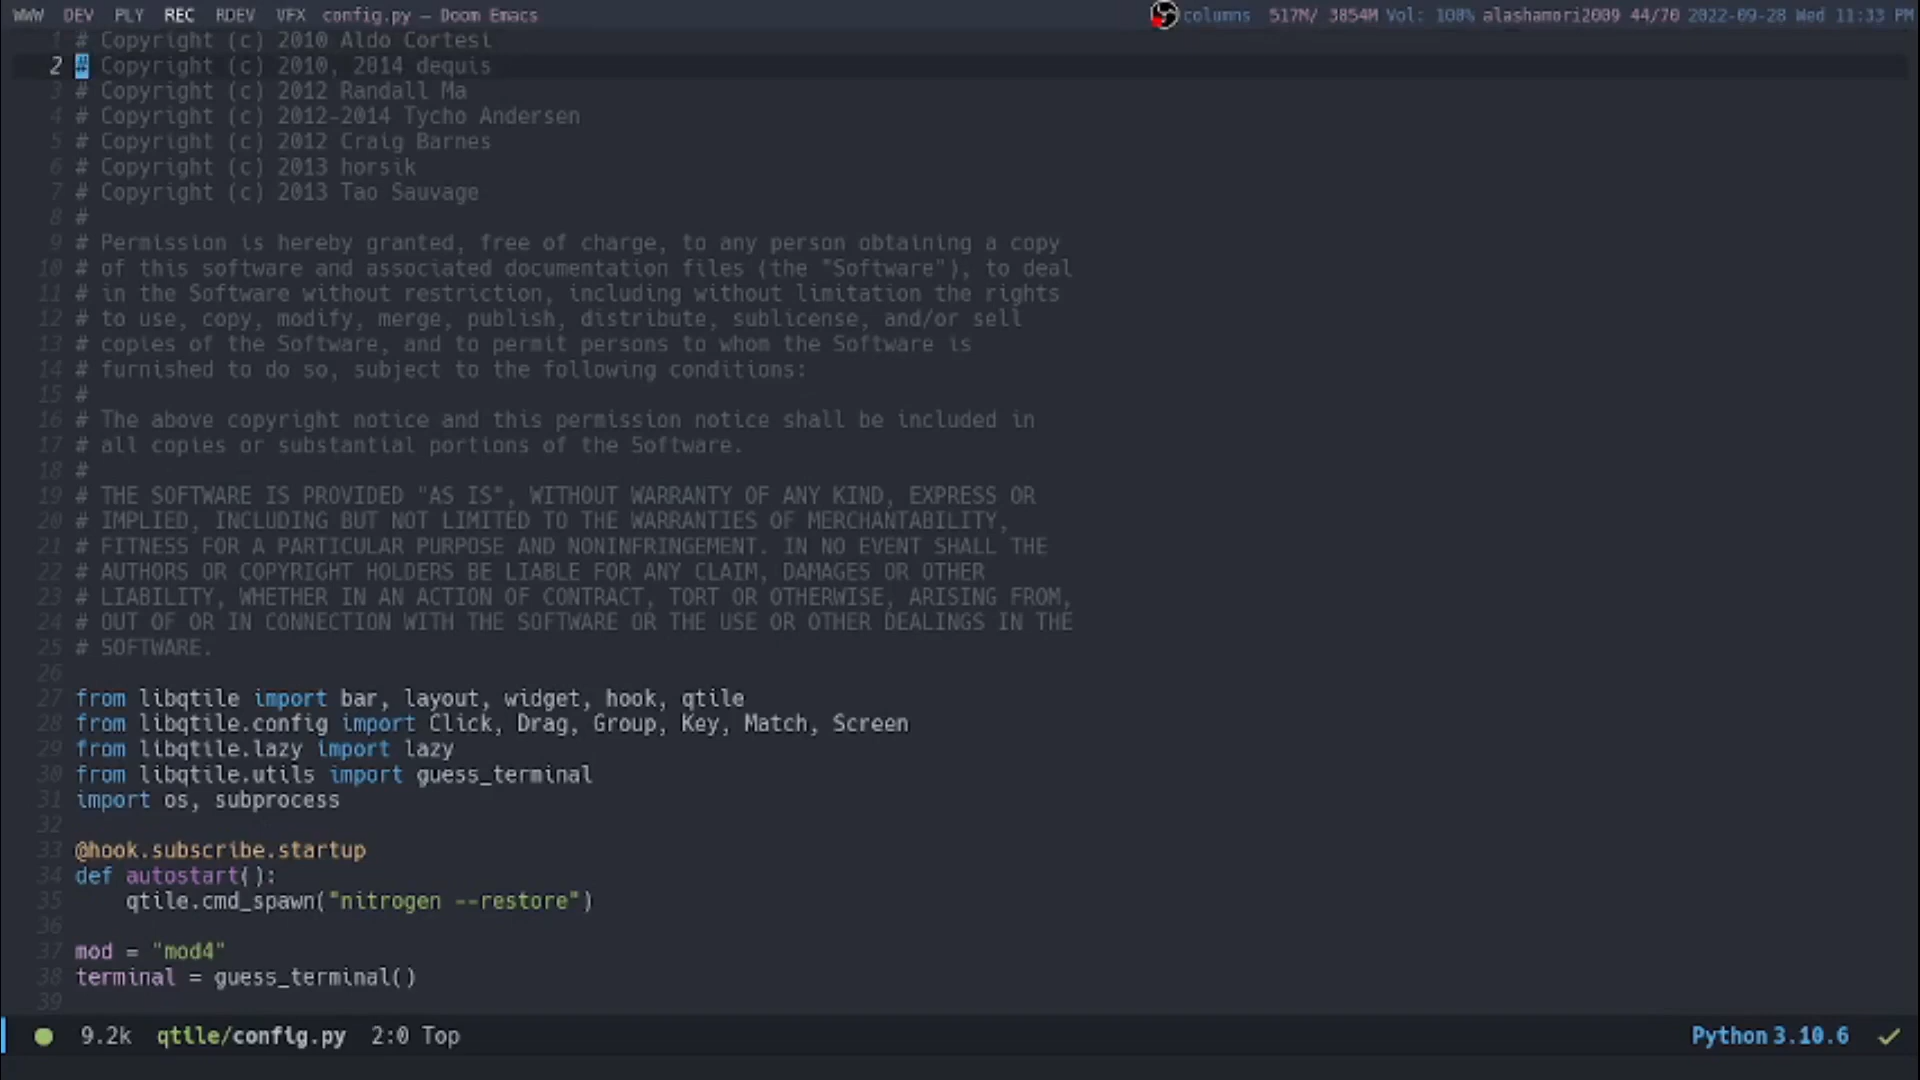 WWW DEV PLY REC RDEV VFX config.py — Doom Emacs columns 517M/ 3854M Vol: 100% alashamori2009 44/70 2022-09-28 Wed 11:33 PM
1 # Copyright (c) 2010 Aldo Cortesi
2 # Copyright (c) 2010, 2014 dequis
3 # Copyright (c) 2012 Randall Ma
4 # Copyright (c) 2012-2014 Tycho Andersen
5 # Copyright (c) 2012 Craig Barnes
6 # Copyright (c) 2013 horsik
7 # Copyright (c) 2013 Tao Sauvage
8 #
9 # Permission is hereby granted, free of charge, to any person obtaining a copy
10 # of this software and associated documentation files (the "Software"), to deal
11 # in the Software without restriction, including without limitation the rights
12 # to use, copy, modify, merge, publish, distribute, sublicense, and/or sell
13 # copies of the Software, and to permit persons to whom the Software is
14 # furnished to do so, subject to the following conditions:
15 #
16 # The above copyright notice and this permission notice shall be included in
17 # all copies or substantial portions of the Software.
18 #
19 # THE SOFTWARE IS PROVIDED "AS IS", WITHOUT WARRANTY OF ANY KIND, EXPRESS OR
20 # IMPLIED, INCLUDING BUT NOT LIMITED TO THE WARRANTIES OF MERCHANTABILITY,
21 # FITNESS FOR A PARTICULAR PURPOSE AND NONINFRINGEMENT. IN NO EVENT SHALL THE
22 # AUTHORS OR COPYRIGHT HOLDERS BE LIABLE FOR ANY CLAIM, DAMAGES OR OTHER
23 # LIABILITY, WHETHER IN AN ACTION OF CONTRACT, TORT OR OTHERWISE, ARISING FROM,
24 # OUT OF OR IN CONNECTION WITH THE SOFTWARE OR THE USE OR OTHER DEALINGS IN THE
25 # SOFTWARE.
26
27 from libqtile import bar, layout, widget, hook, qtile
28 from libqtile.config import Click, Drag, Group, Key, Match, Screen
29 from libqtile.lazy import lazy
30 from libqtile.utils import guess_terminal
31 import os, subprocess
32
33 @hook.subscribe.startup
34 def autostart():
35     qtile.cmd_spawn("nitrogen --restore")
36
37 mod = "mod4"
38 terminal = guess_terminal()
39
9.2k qtile/config.py 2:0 Top Python 3.10.6